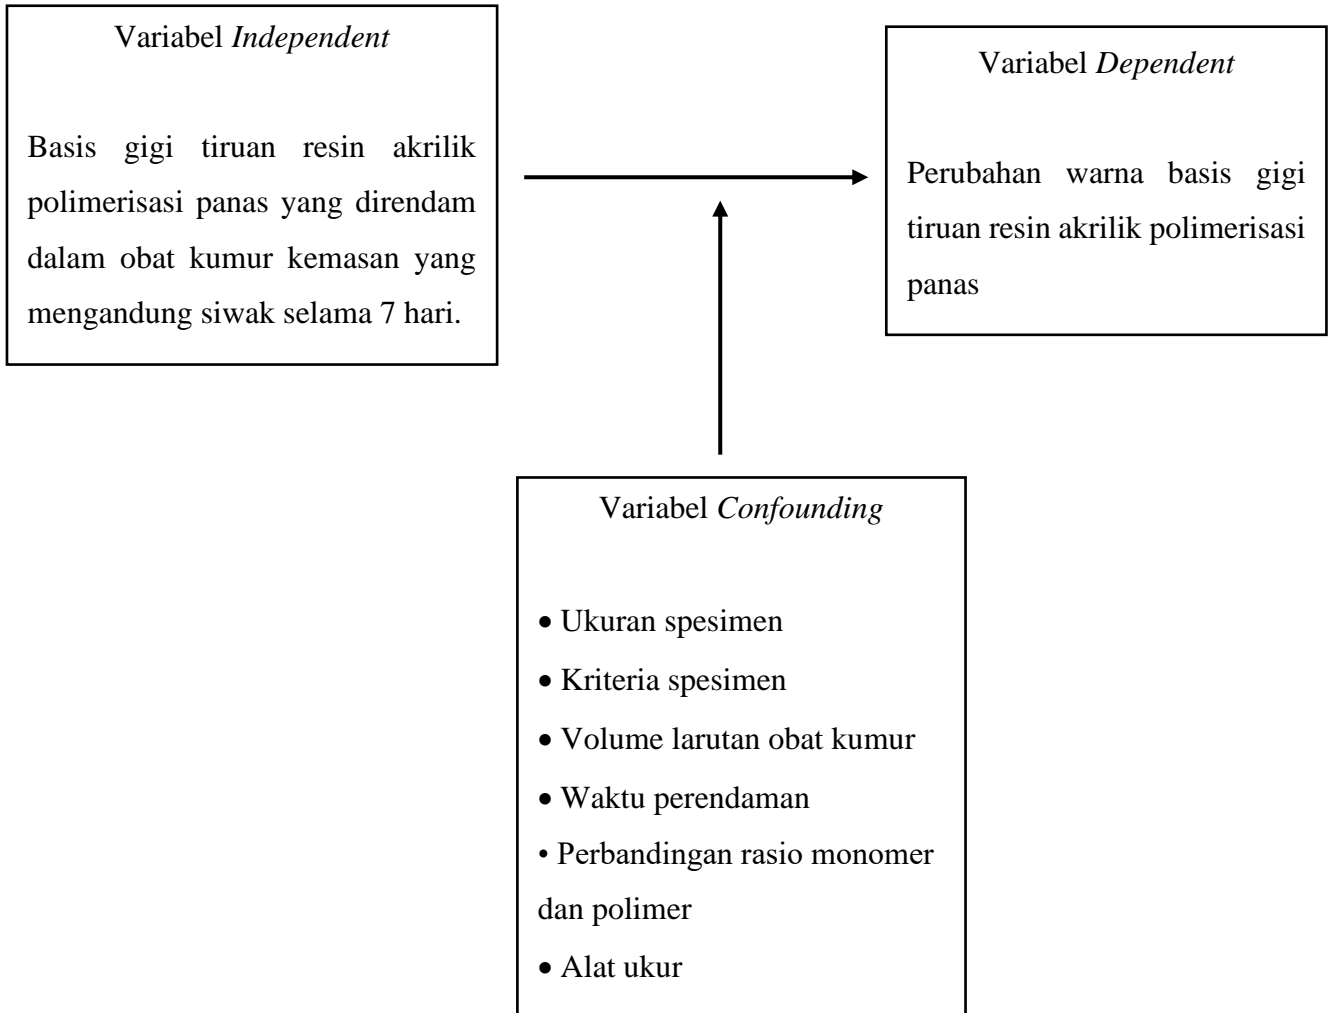 Variabel Independent
Basis gigi tiruan resin akrilik
polimerisasi panas yang direndam
dalam obat kumur kemasan yang
mengandung siwak selama 7 hari.
Variabel Dependent
Perubahan warna basis gigi
tiruan resin akrilik polimerisasi
panas
Variabel Confounding
• Ukuran spesimen
• Kriteria spesimen
• Volume larutan obat kumur
• Waktu perendaman
• Perbandingan rasio monomer
dan polimer
• Alat ukur